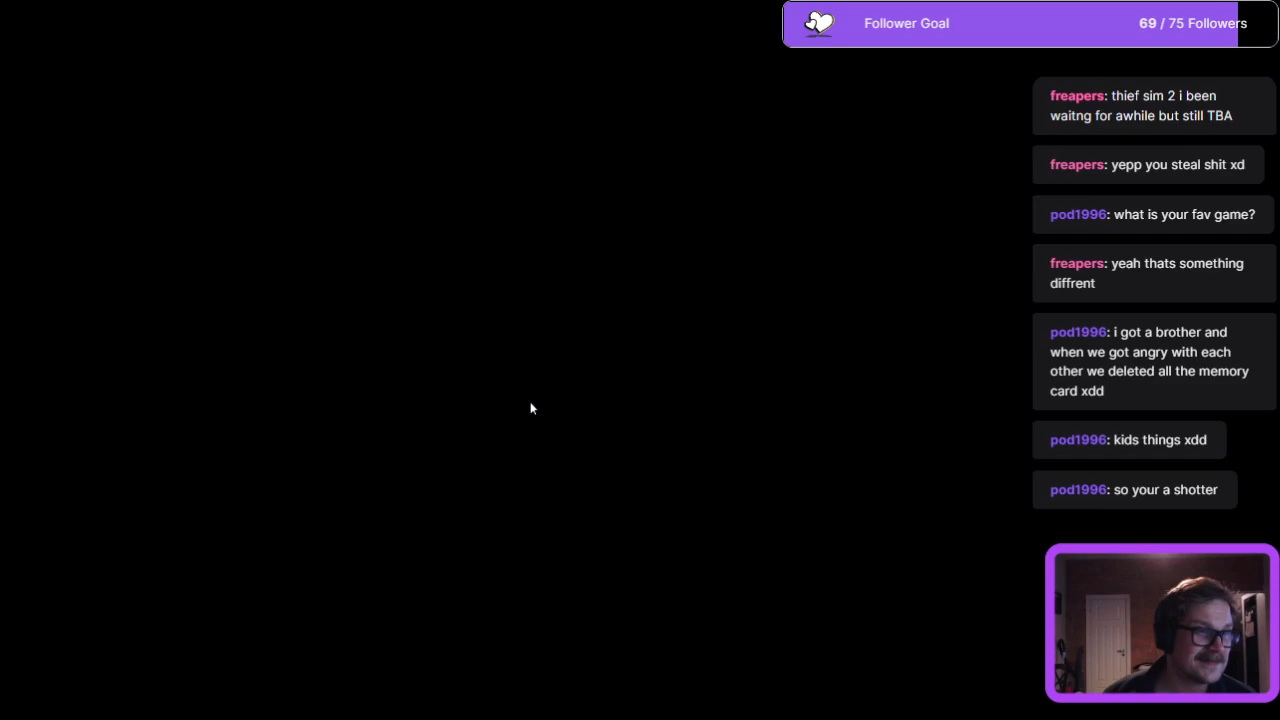 Follower Goal 69 / 75 Followers
freapers: thief sim 2 i been
waitng for awhile but still TBA
freapers: yepp you steal shit xd
pod1996: what is your fav game?
freapers: yeah thats something
diffrent
pod1996: i got a brother and
when we got angry with each
other we deleted all the memory
card xdd
pod1996: kids things xdd
pod1996: so your a shotter